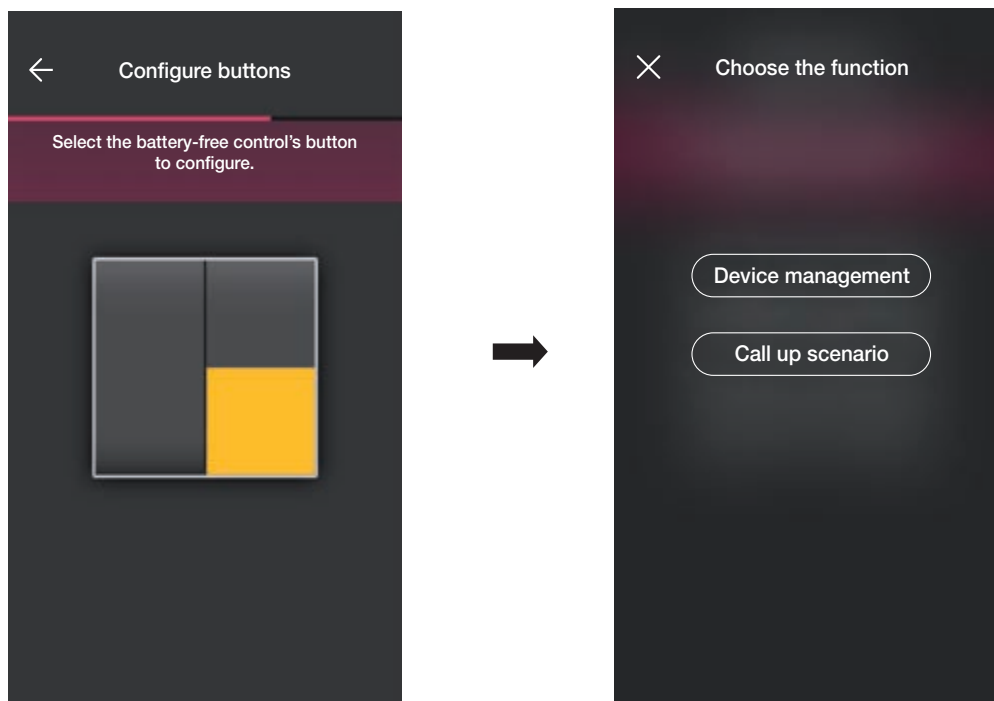 Configure buttons
Select the battery-free control's button
to configure.
Choose the function
Device management
Call up scenario